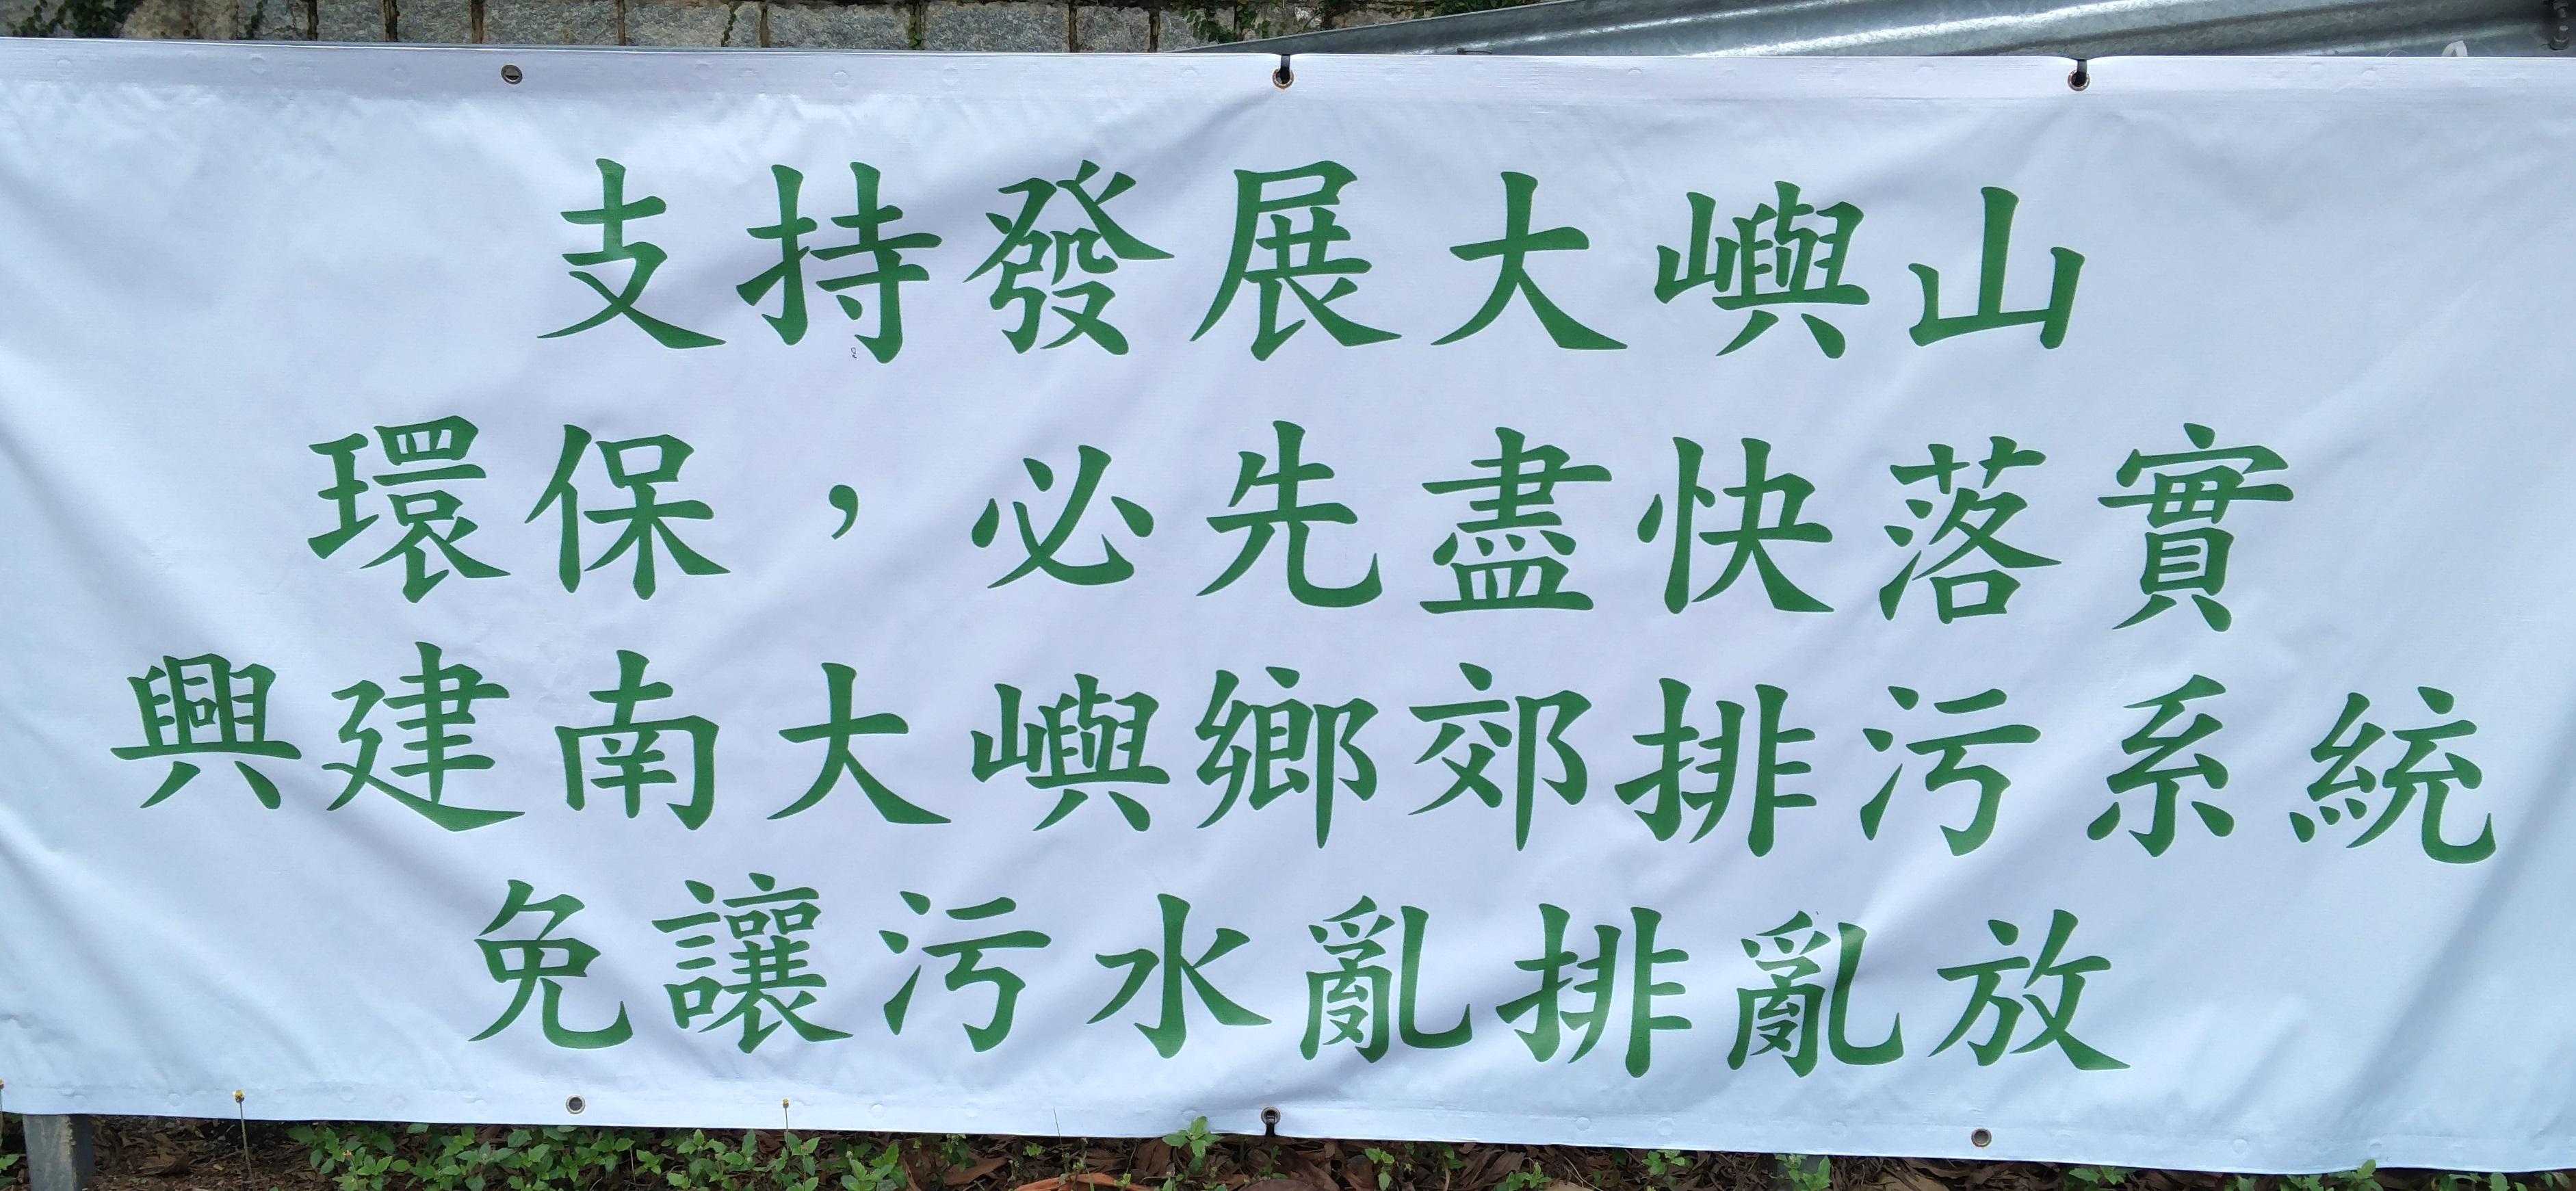 支持發展大嶼山
環保，必先盡快落實
興建南大嶼鄉郊排污系統
免讓污水亂排亂放